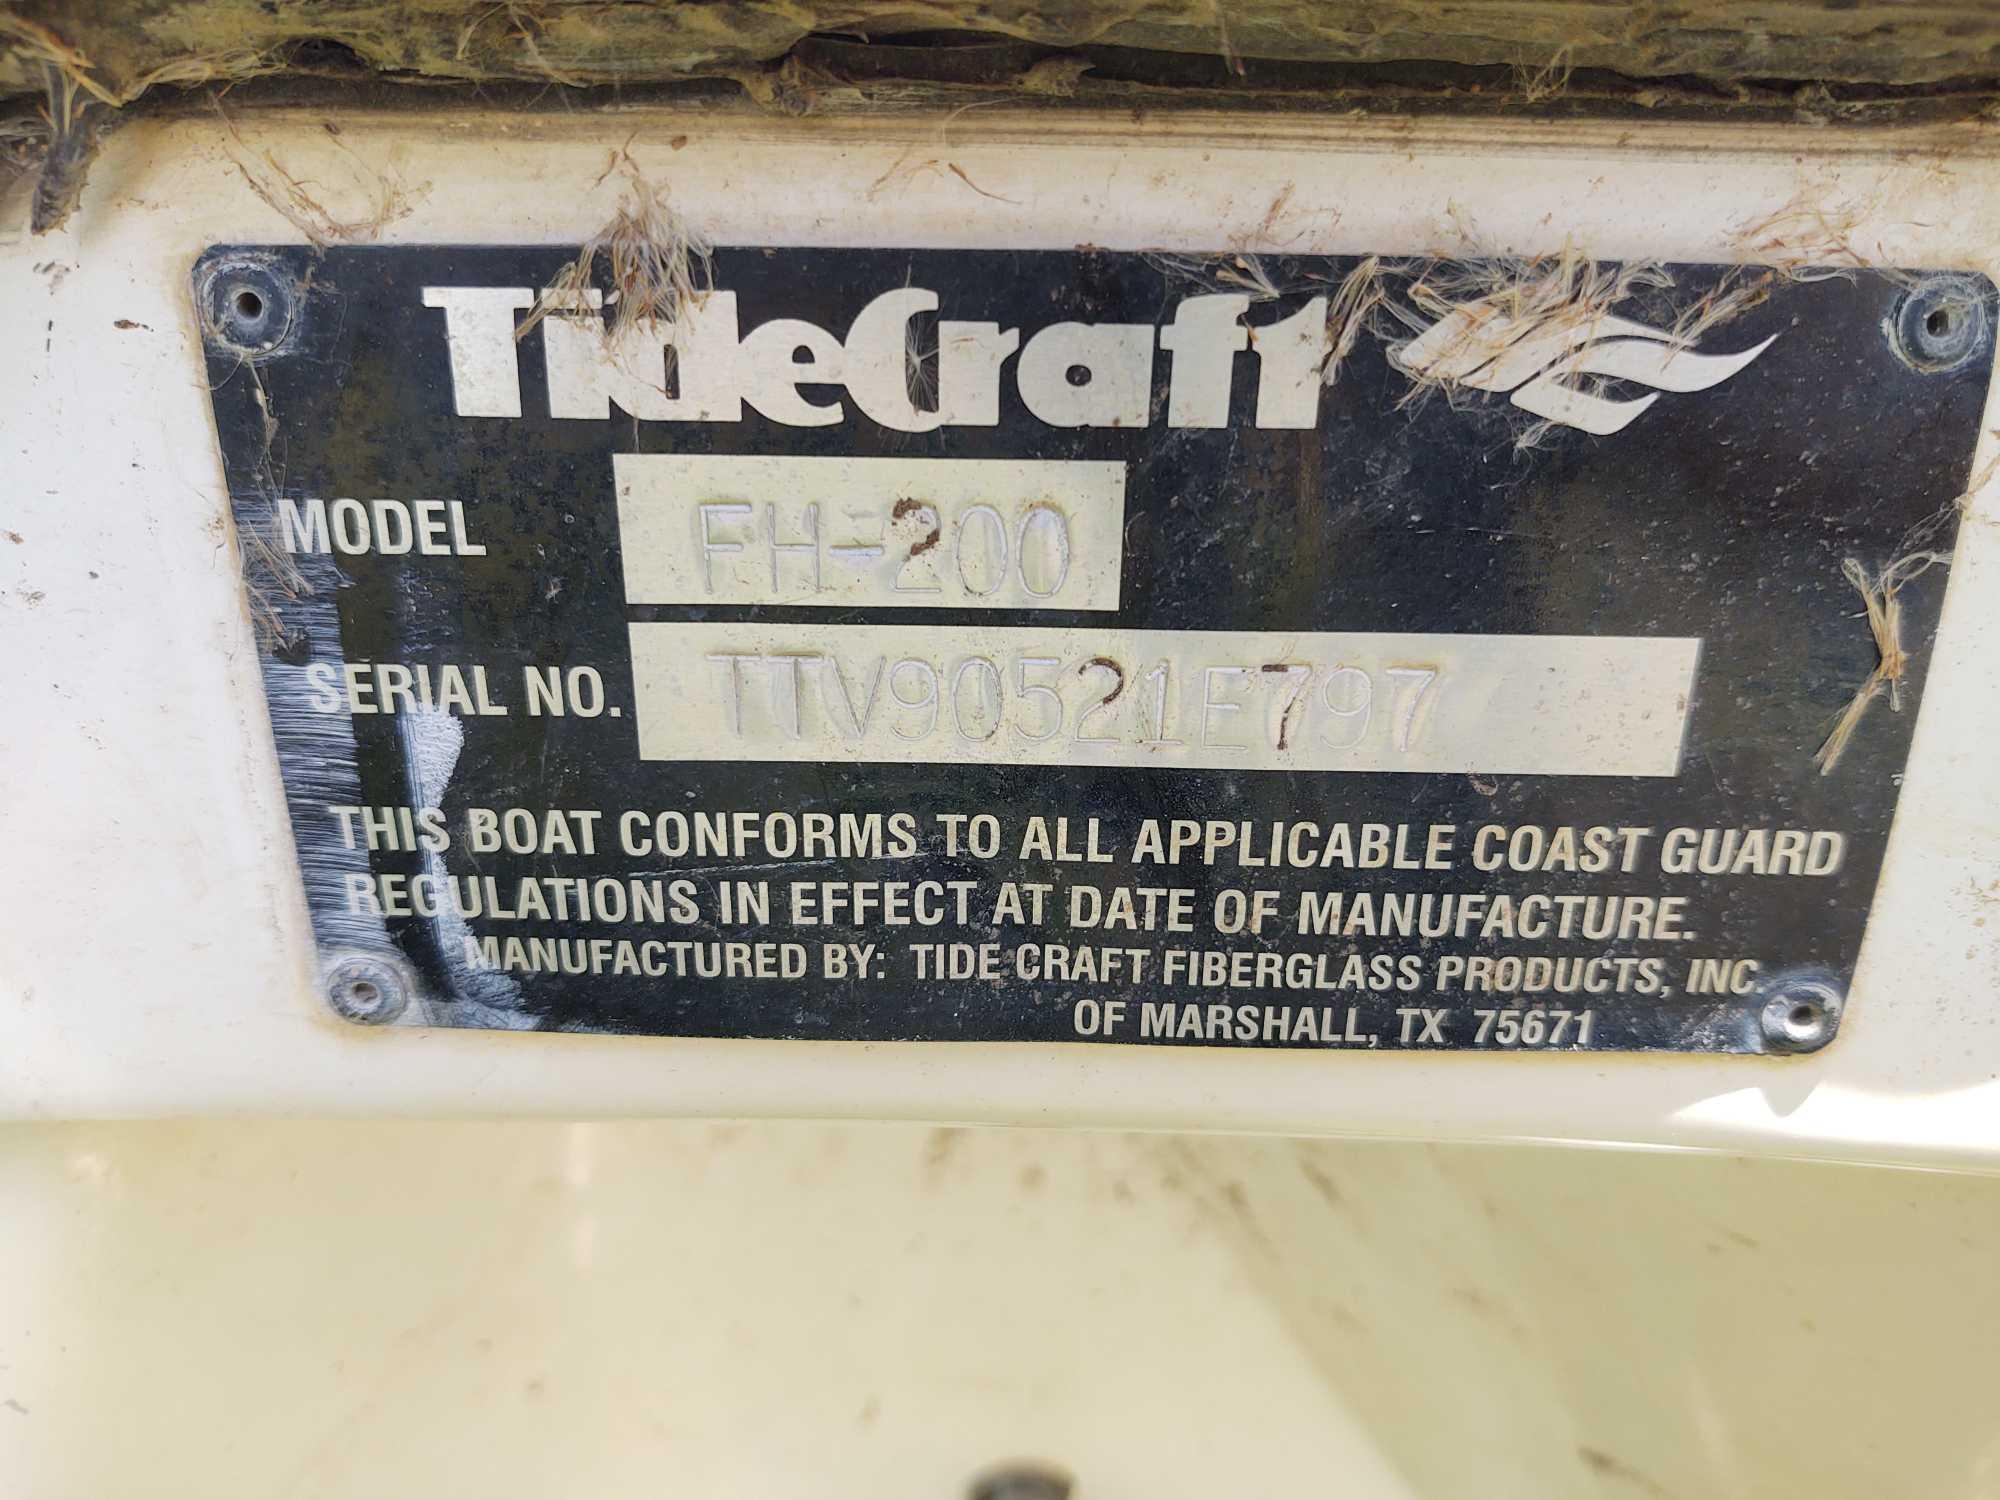 TideCraft
MODEL FH-200
SERIAL NO. TTV90521E797
THIS BOAT CONFORMS TO ALL APPLICABLE COAST GUARD
REGULATIONS IN EFFECT AT DATE OF MANUFACTURE.
MANUFACTURED BY: TIDE CRAFT FIBERGLASS PRODUCTS, INC.
OF MARSHALL, TX 75671